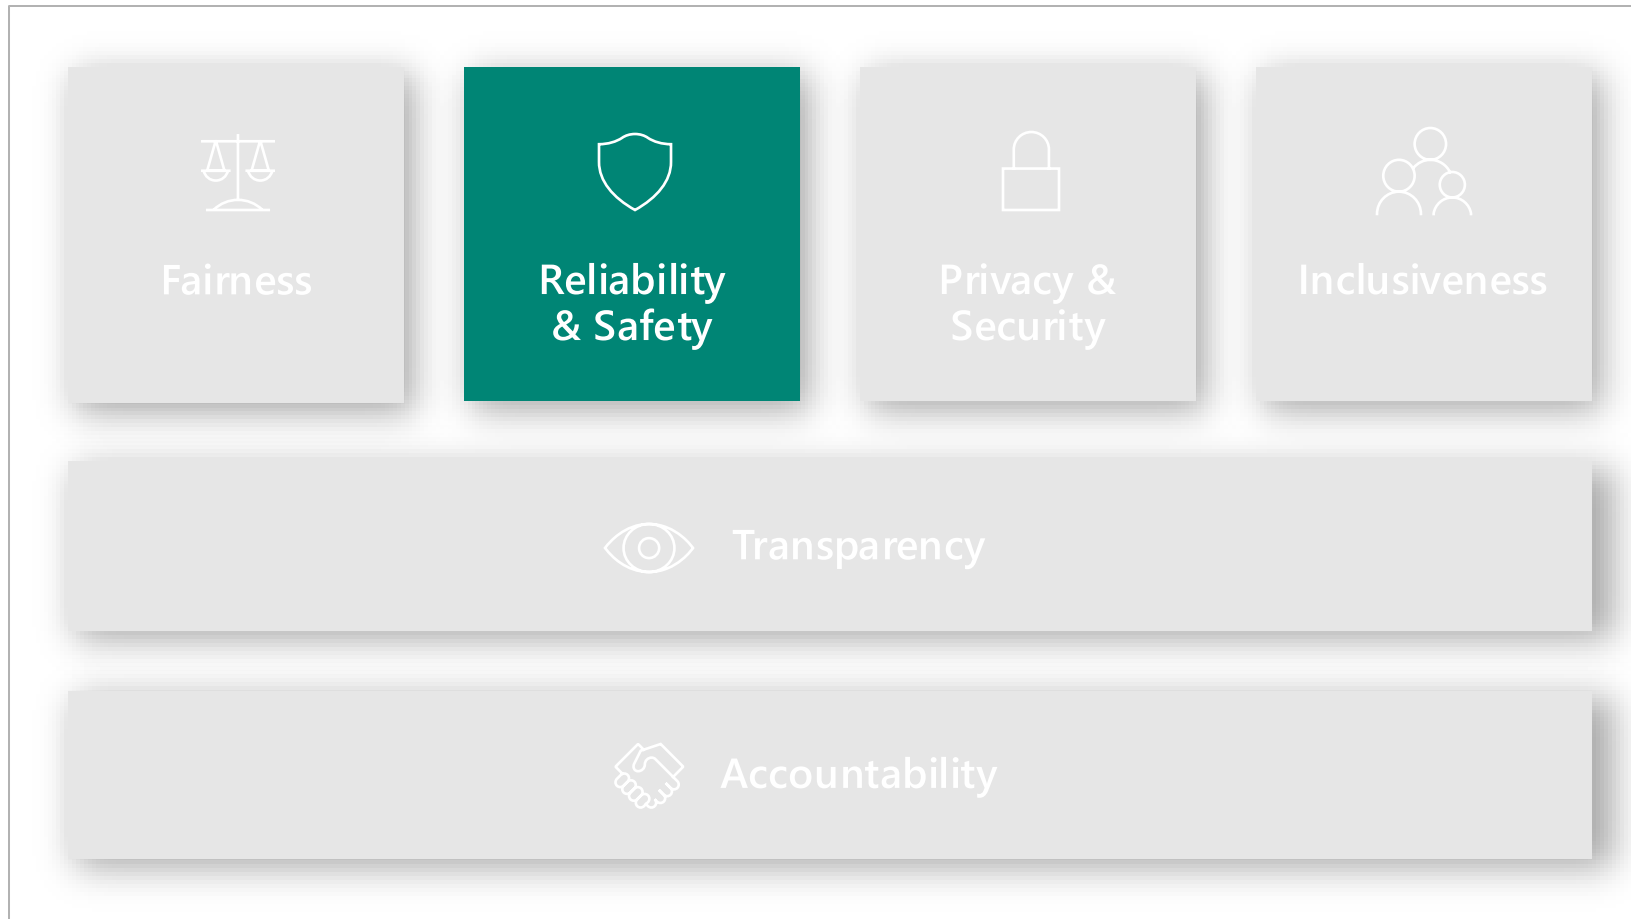 Fairness
Reliability
& Safety
Privacy &
Security
Inclusiveness
Transparency
Accountability